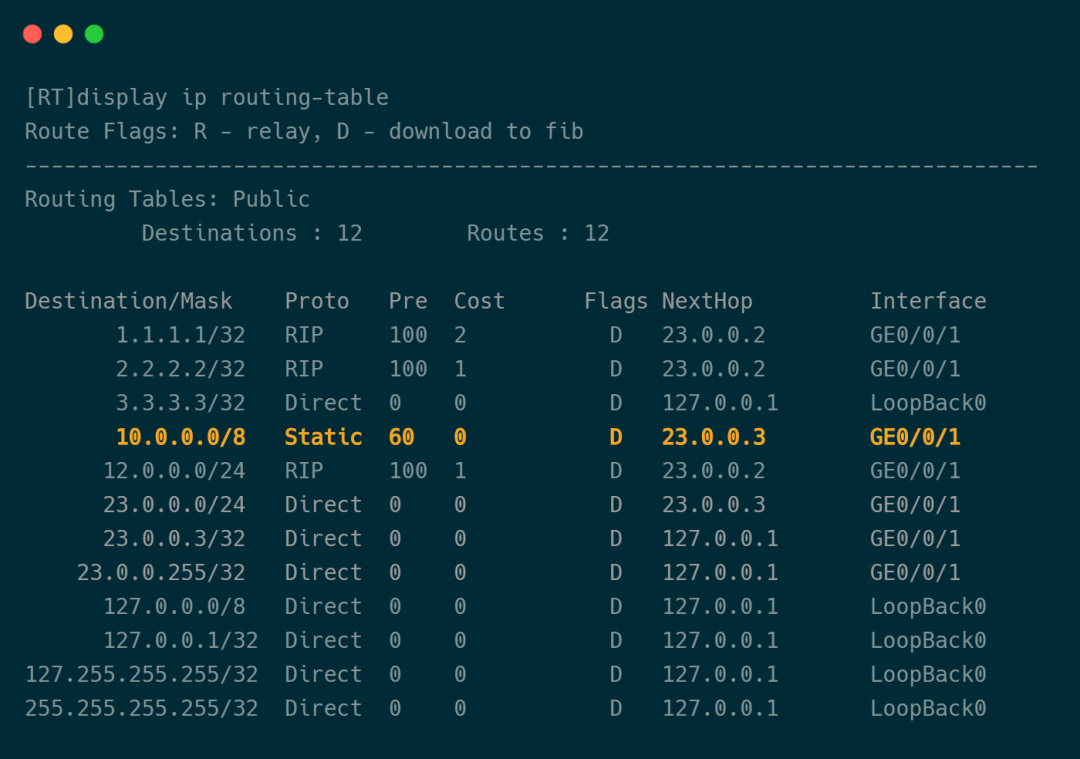 [RT]display ip routing-table
Route Flags: R - relay, D - download to fib
------------------------------------------------------------------------------
Routing Tables: Public
         Destinations : 12        Routes : 12

Destination/Mask    Proto   Pre  Cost      Flags NextHop         Interface
       1.1.1.1/32   RIP     100  2           D   23.0.0.2        GE0/0/1
       2.2.2.2/32   RIP     100  1           D   23.0.0.2        GE0/0/1
       3.3.3.3/32   Direct  0    0           D   127.0.0.1       LoopBack0
       10.0.0.0/8   Static  60   0           D   23.0.0.3        GE0/0/1
      12.0.0.0/24   RIP     100  1           D   23.0.0.2        GE0/0/1
      23.0.0.0/24   Direct  0    0           D   23.0.0.3        GE0/0/1
      23.0.0.3/32   Direct  0    0           D   127.0.0.1       GE0/0/1
    23.0.0.255/32   Direct  0    0           D   127.0.0.1       GE0/0/1
      127.0.0.0/8   Direct  0    0           D   127.0.0.1       LoopBack0
      127.0.0.1/32  Direct  0    0           D   127.0.0.1       LoopBack0
127.255.255.255/32  Direct  0    0           D   127.0.0.1       LoopBack0
255.255.255.255/32  Direct  0    0           D   127.0.0.1       LoopBack0